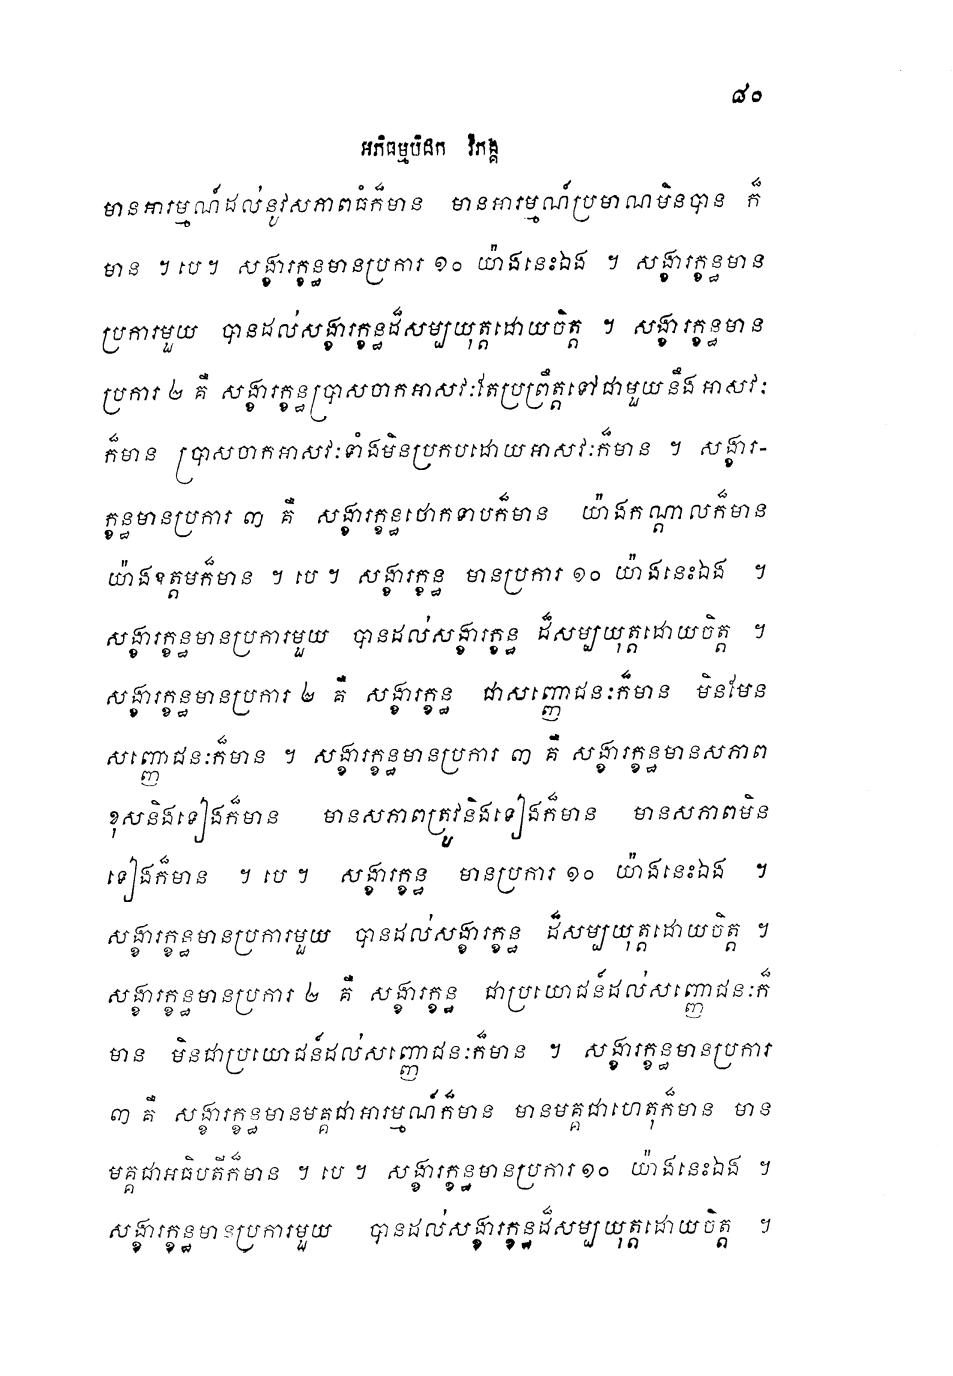 ៨០
អភិធម្មបិដក វិភង្គ
មានអារម្មណ៍ដល់នូវសភាពធំក៏មាន មានអារម្មណ៍ប្រមាណមិនបាន ក៏
មាន ។ បេ។ សង្ខារក្ខន្ធមានប្រការ ១០ យ៉ាងនេះឯង ។ សង្ខារក្ខន្ធមាន
ប្រការមួយ បានដល់សង្ខារក្ខន្ធដ៏សម្បយុត្តដោយចិត្ត ។ សង្ខារក្ខន្ធមាន
ប្រការ ២ គឺ សង្ខារក្ខន្ធប្រាសចាកអាសវៈតែប្រព្រឹត្តទៅជាមួយនឹងអាសវៈ
ក៏មាន ប្រាសចាកអាសវៈទាំងមិនប្រកបដោយអាសវៈក៏មាន ។ សង្ខារ-
ក្ខន្ធមានប្រការ ៣ គឺ សង្ខារក្ខន្ធថោកទាបក៏មាន យ៉ាងកណ្តាលក៏មាន
យ៉ាងឧត្តមក៏មាន ។ បេ ។ សង្ខារក្ខន្ធ មានប្រការ ១០ យ៉ាងនេះឯង ។
សង្ខារក្ខន្ធមានប្រការមួយ បានដល់សង្ខារក្ខន្ធ ដ៏សម្បយុត្តដោយចិត្ត ។
សង្ខារក្ខន្ធមានប្រការ ២ គឺ សង្ខារក្ខន្ធ ជាសញ្ញោជនៈក៏មាន មិនមែន
សញ្ញោជនៈក៏មាន ។ សង្ខារក្ខន្ធមានប្រការ ៣ គឺ សង្ខារក្ខន្ធមានសភាព
ខុសនិងទៀងក៏មាន មានសភាពត្រូវនិងទៀងក៏មាន មានសភាពមិន
ទៀងក៏មាន ។ បេ ។ សង្ខារក្ខន្ធ មានប្រការ ១០ យ៉ាងនេះឯង ។
សង្ខារក្ខន្ធមានប្រការមួយ បានដល់សង្ខារក្ខន្ធ ដ៏សម្បយុត្តដោយចិត្ត ។
សង្ខារក្ខន្ធមានប្រការ ២ គឺ សង្ខារក្ខន្ធ ជាប្រយោជន៍ដល់សញ្ញោជនៈក៏
មាន មិនជាប្រយោជន៍ដល់សញ្ញោជនៈក៏មាន ។ សង្ខារក្ខន្ធមានប្រការ
៣ គឺ សង្ខារក្ខន្ធមានមគ្គជាអារម្មណ៍ក៏មាន មានមគ្គជាហេតុក៏មាន មាន
មគ្គជាអធិបតីក៏មាន ។ បេ ។ សង្ខារក្ខន្ធមានប្រការ ១០ យ៉ាងនេះឯង ។
សង្ខារក្ខន្ធមានប្រការមួយ បានដល់សង្ខារក្ខន្ធដ៏សម្បយុត្តដោយចិត្ត ។